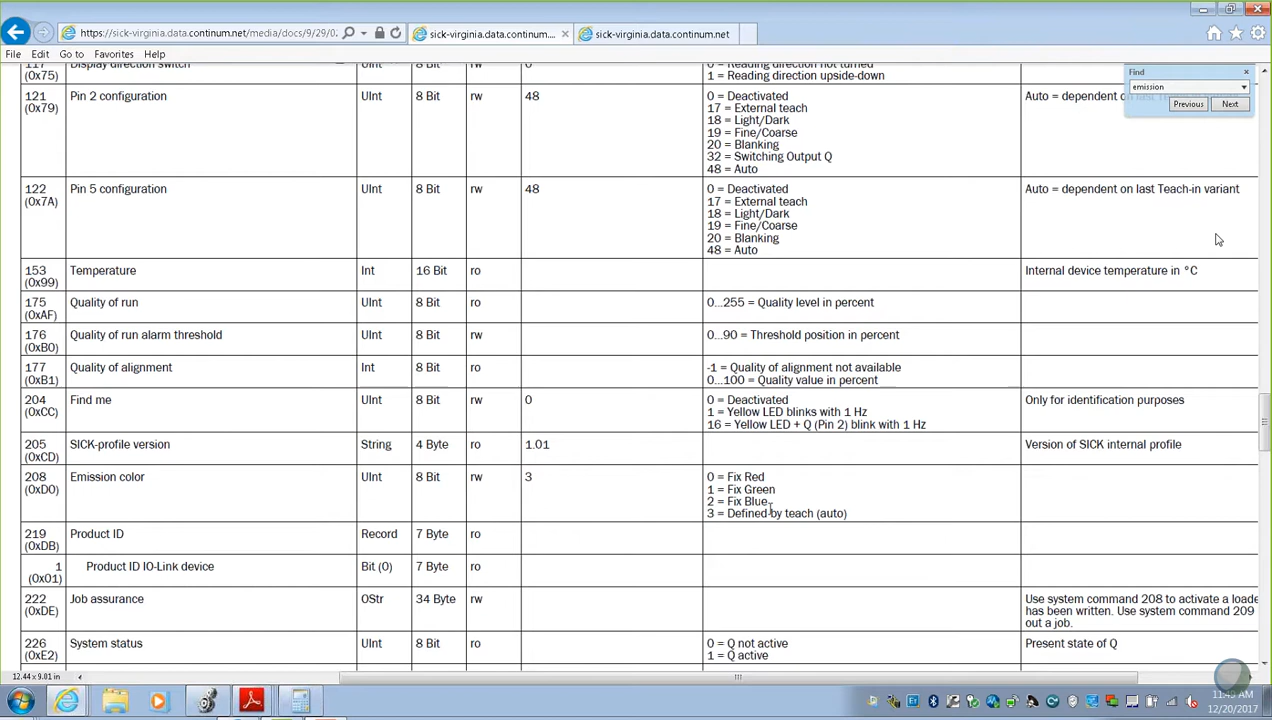 https://sick-virginia.data.continum.net/media/docs/9/29/0.
sick-virginia.data.continum....
sick-virginia.data.continum.net
File Edit Go to Favorites Help
Find
emission
Previous Next
117 Display direction switch UInt 8 Bit rw 0 0 = Reading direction not turned
(0x75) 1 = Reading direction upside-down
121 Pin 2 configuration UInt 8 Bit rw 48 0 = Deactivated Auto = dependent
(0x79) 17 = External teach
18 = Light/Dark
19 = Fine/Coarse
20 = Blanking
32 = Switching Output Q
48 = Auto
122 Pin 5 configuration UInt 8 Bit rw 48 0 = Deactivated Auto = dependent on last Teach-in variant
(0x7A) 17 = External teach
18 = Light/Dark
19 = Fine/Coarse
20 = Blanking
48 = Auto
153 Temperature Int 16 Bit ro Internal device temperature in °C
(0x99)
175 Quality of run UInt 8 Bit ro 0...255 = Quality level in percent
(0xAF)
176 Quality of run alarm threshold UInt 8 Bit rw 0...90 = Threshold position in percent
(0xB0)
177 Quality of alignment Int 8 Bit ro -1 = Quality of alignment not available
(0xB1) 0...100 = Quality value in percent
204 Find me UInt 8 Bit rw 0 0 = Deactivated Only for identification purposes
(0xCC) 1 = Yellow LED blinks with 1 Hz
16 = Yellow LED + Q (Pin 2) blink with 1 Hz
205 SICK-profile version String 4 Byte ro 1.01 Version of SICK internal profile
(0xCD)
208 Emission color UInt 8 Bit rw 3 0 = Fix Red
(0xD0) 1 = Fix Green
2 = Fix Blue
3 = Defined by teach (auto)
219 Product ID Record 7 Byte ro
(0xDB)
1 Product ID IO-Link device Bit (0) 7 Byte ro
(0x01)
222 Job assurance OStr 34 Byte rw Use system command 208 to activate a loade
(0xDE) has been written. Use system command 209
out a job.
226 System status UInt 8 Bit ro 0 = Q not active Present state of Q
(0xE2) 1 = Q active
12.44 x 9.01 in
12/20/2017